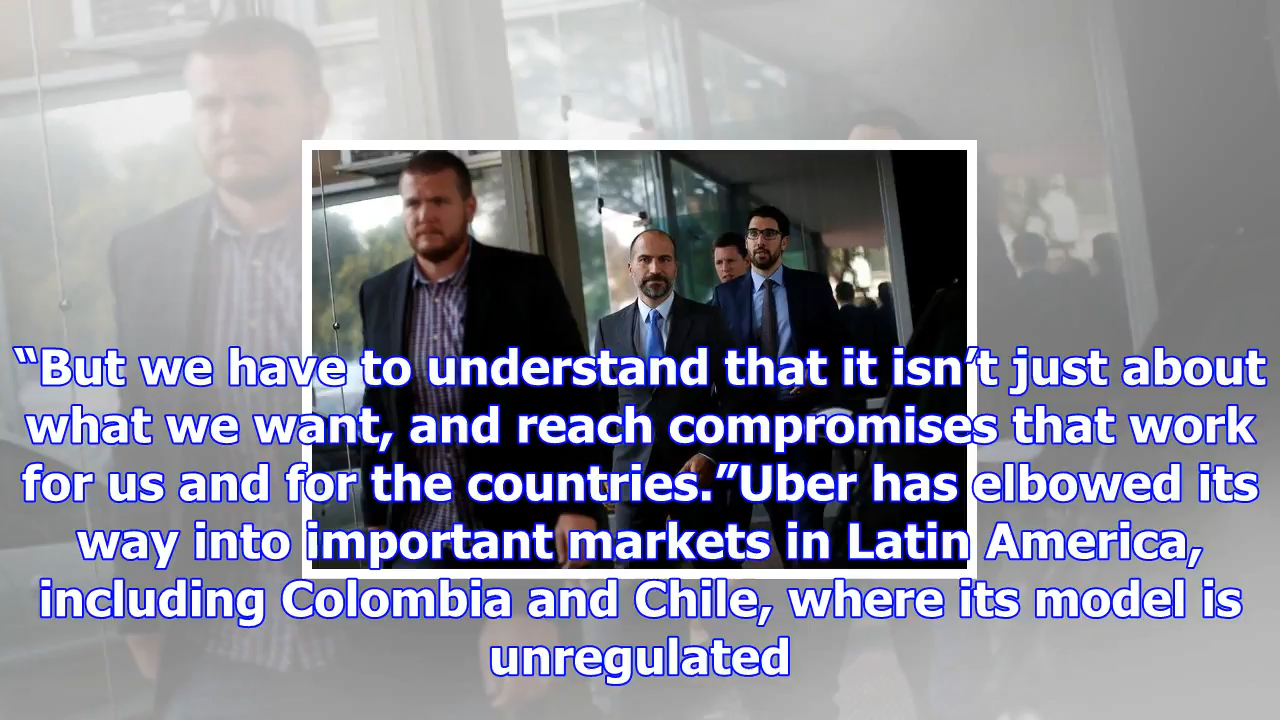 “But we have to understand that it isn’t just about
what we want, and reach compromises that work
for us and for the countries.”Uber has elbowed its
way into important markets in Latin America,
including Colombia and Chile, where its model is
unregulated